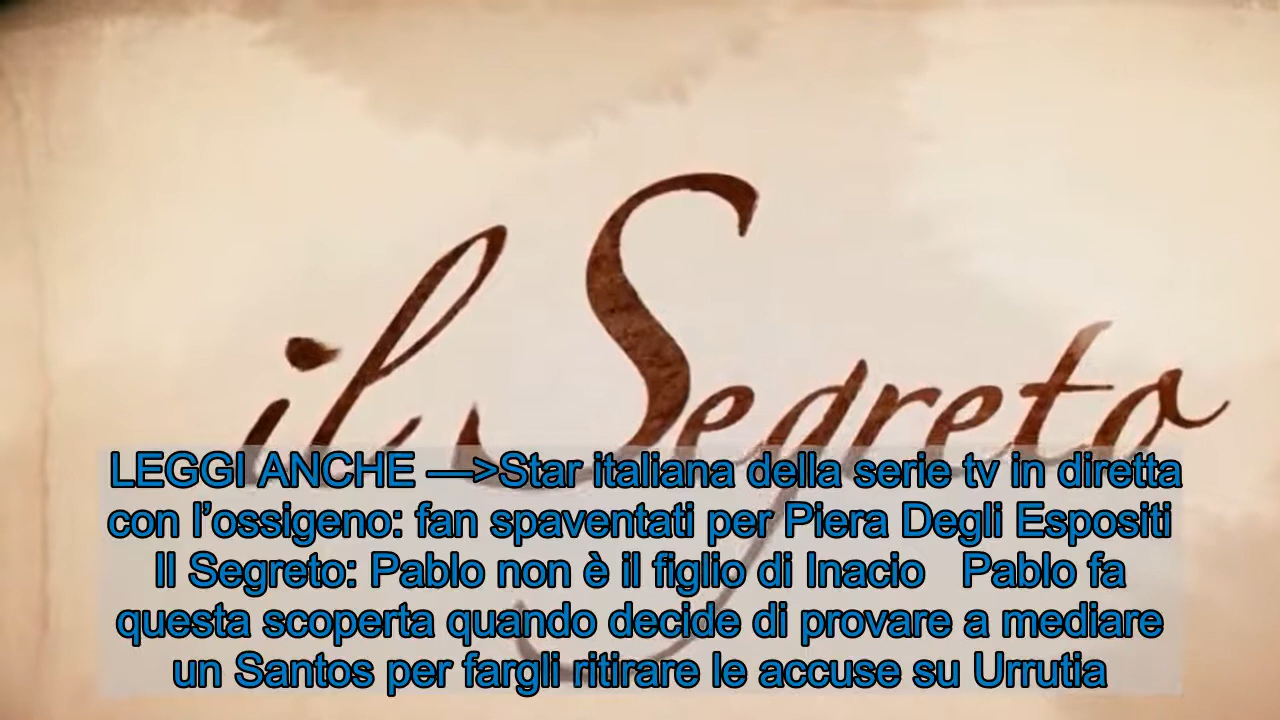 il Segreto
LEGGI ANCHE —>Star italiana della serie tv in diretta
con l’ossigeno: fan spaventati per Piera Degli Espositi
Il Segreto: Pablo non è il figlio di Inacio   Pablo fa
questa scoperta quando decide di provare a mediare
un Santos per fargli ritirare le accuse su Urrutia